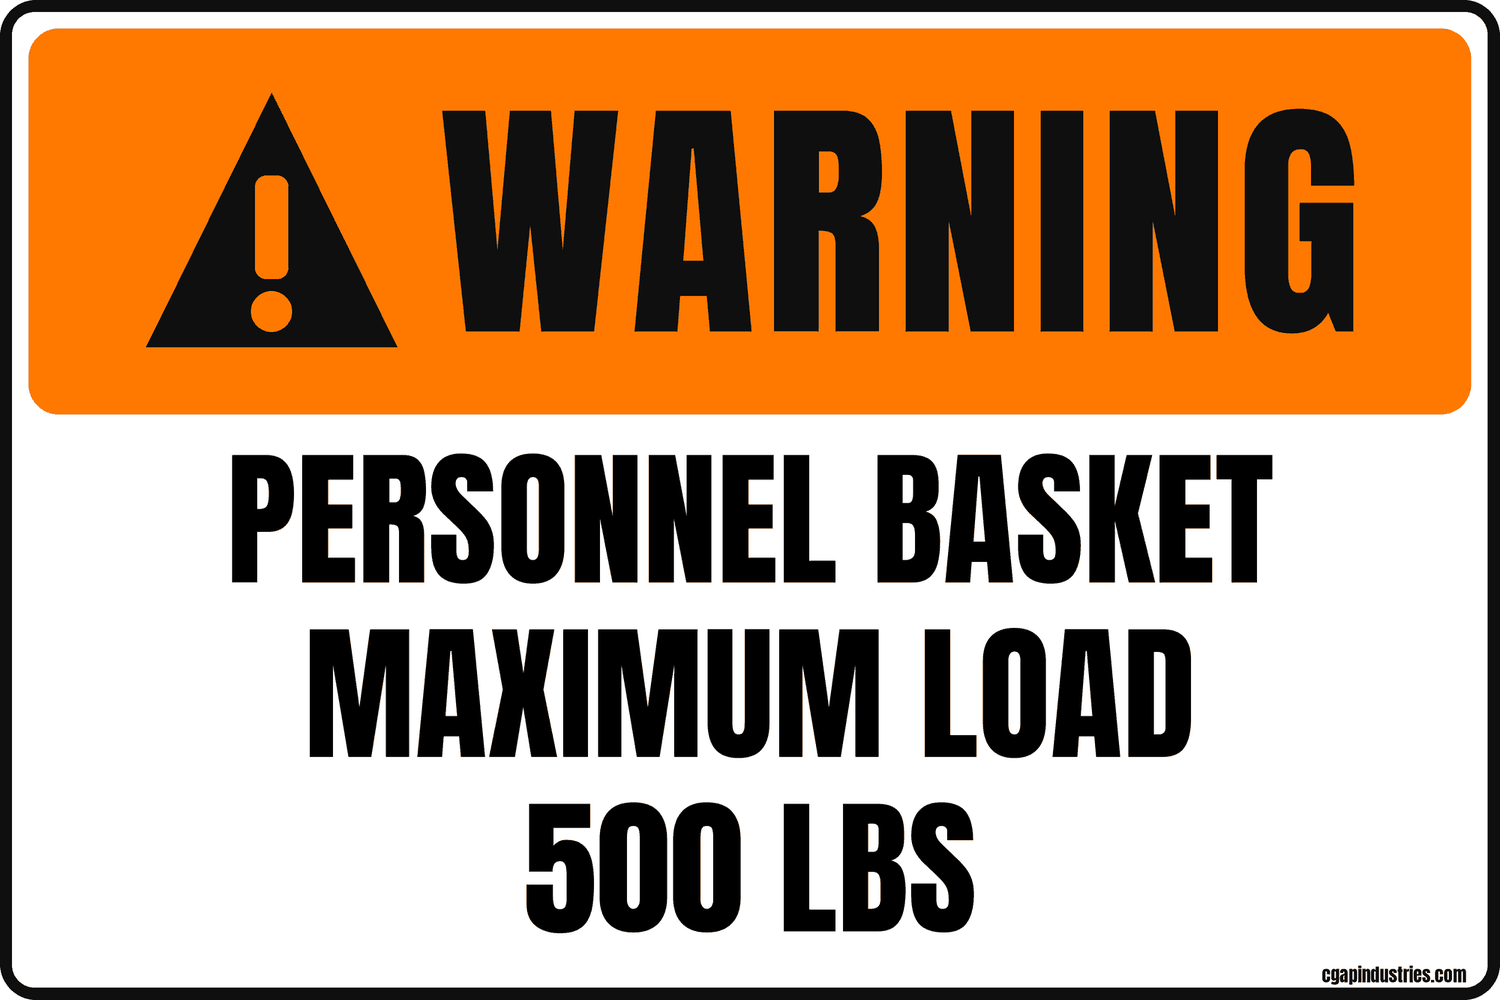 WARNING
PERSONNEL BASKET
MAXIMUM LOAD
500 LBS
cgapindustries.com